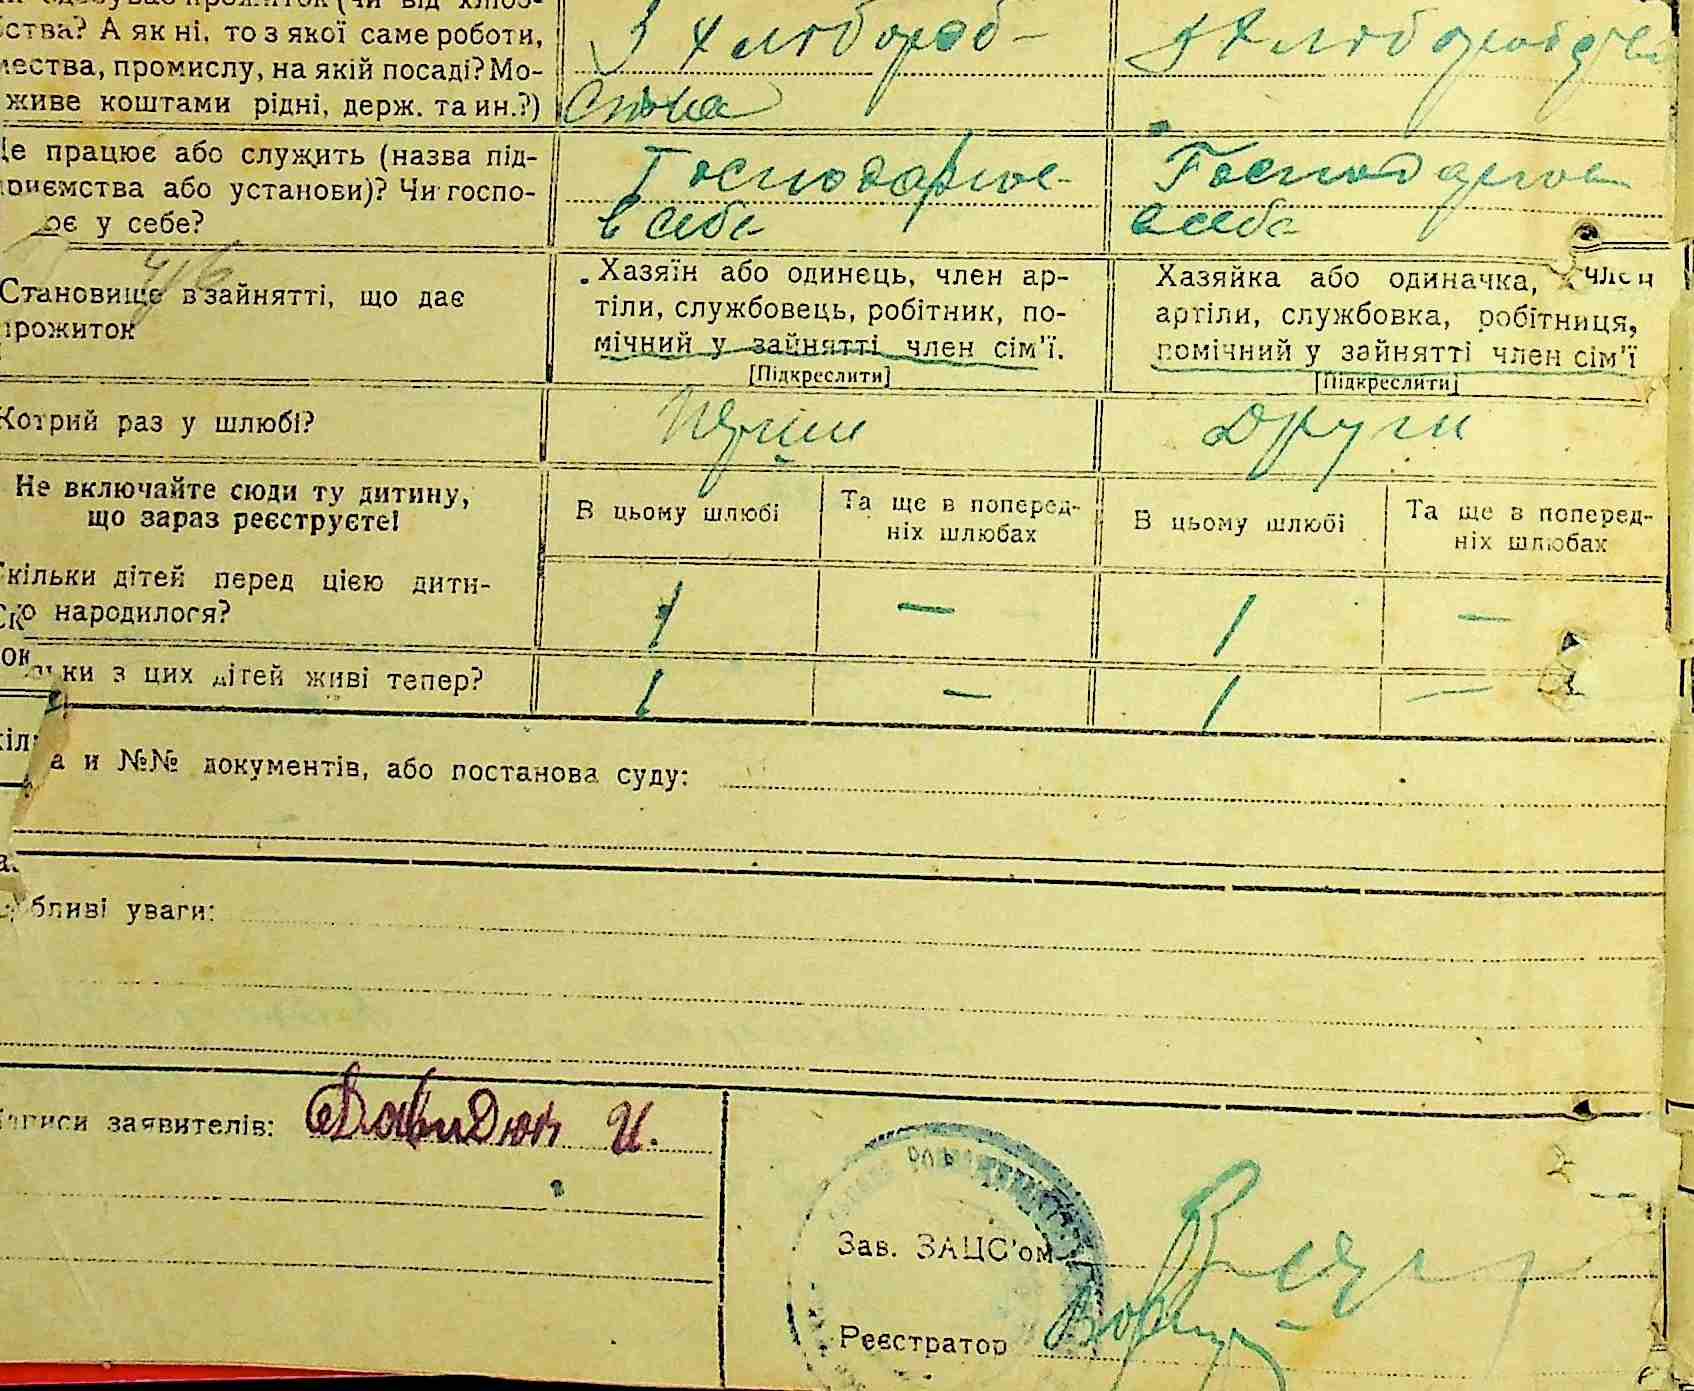 ства? А як ні, то з якої саме роботи,
мества, промислу, на якій посаді? Мо-
живе коштами рідні, держ. та ин.?)
З хлібороб-
ства
З хліборобства
Це працює або служить (назва під-
приємства або установи)? Чи госпо-
рює у себе?
Господарює
в себе
Господарює
в себе
Становище в зайнятті, що дає
прожиток
Хазяїн або одинець, член ар-
тіли, службовець, робітник, по-
мічний у зайнятті член сім'ї.
[Підкреслити]
Хазяйка або одиначка, член
артіли, службовка, робітниця,
помічний у зайнятті член сім'ї
[Підкреслити]
Котрий раз у шлюбі?
Перши
Други
Не включайте сюди ту дитину,
що зараз реєструєте!
В цьому шлюбі
Та ще в поперед-
ніх шлюбах
В цьому шлюбі
Та ще в поперед-
ніх шлюбах
кільки дітей перед цією дити-
ю народилося?
1 — 1 —
ки з цих дітей живі тепер?
1 — 1 —
а и №№ документів, або постанова суду:
бливі уваги:
писи заявителів: Давидюк И.
Зав. ЗАЦС'ом
Реєстратор